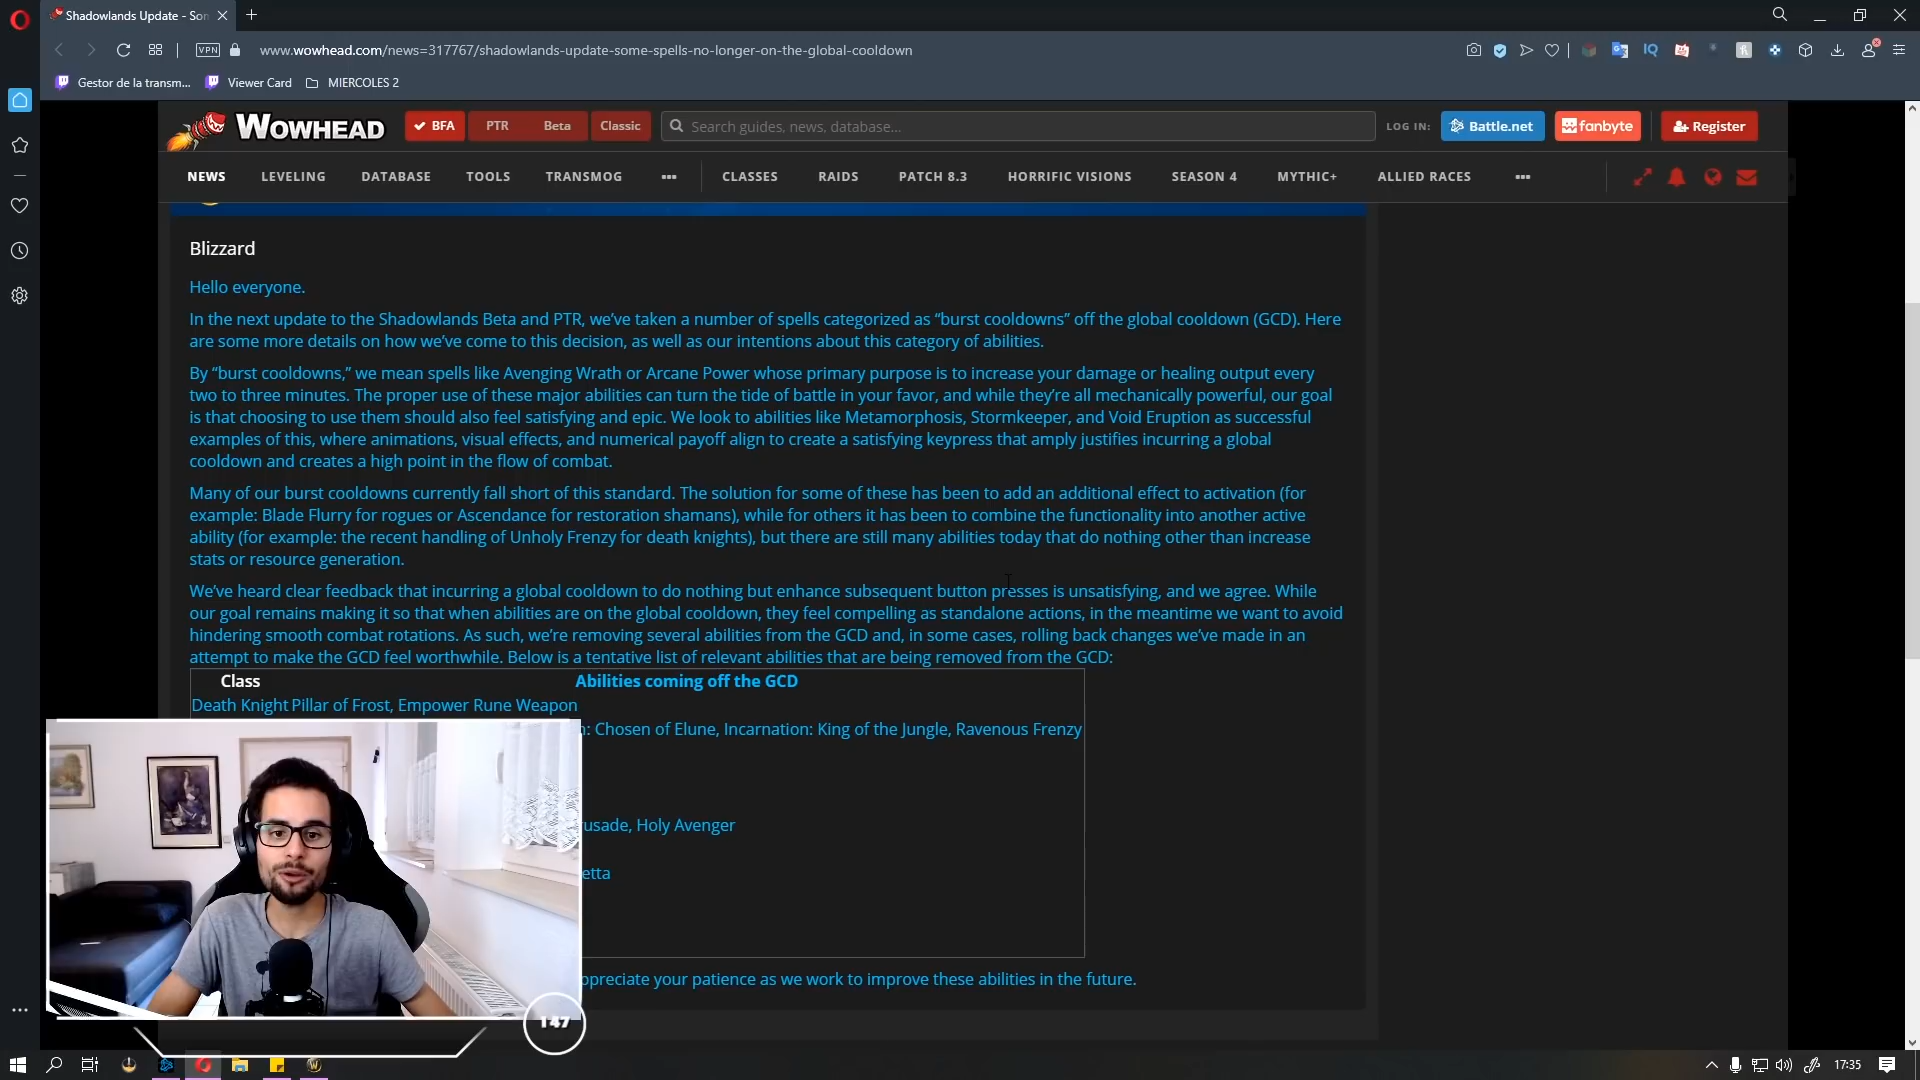 Shadowlands Update - Son
www.wowhead.com/news=317767/shadowlands-update-some-spells-no-longer-on-the-global-cooldown
VPN
Gestor de la transm...
Viewer Card
MIERCOLES 2
WOWHEAD
BFA
PTR
Beta
Classic
Search guides, news, database...
LOG IN:
Battle.net
fanbyte
Register
NEWS
LEVELING
DATABASE
TOOLS
TRANSMOG
CLASSES
RAIDS
PATCH 8.3
HORRIFIC VISIONS
SEASON 4
MYTHIC+
ALLIED RACES
Blizzard
Hello everyone.
In the next update to the Shadowlands Beta and PTR, we’ve taken a number of spells categorized as “burst cooldowns” off the global cooldown (GCD). Here
are some more details on how we’ve come to this decision, as well as our intentions about this category of abilities.
By “burst cooldowns,” we mean spells like Avenging Wrath or Arcane Power whose primary purpose is to increase your damage or healing output every
two to three minutes. The proper use of these major abilities can turn the tide of battle in your favor, and while they’re all mechanically powerful, our goal
is that choosing to use them should also feel satisfying and epic. We look to abilities like Metamorphosis, Stormkeeper, and Void Eruption as successful
examples of this, where animations, visual effects, and numerical payoff align to create a satisfying keypress that amply justifies incurring a global
cooldown and creates a high point in the flow of combat.
Many of our burst cooldowns currently fall short of this standard. The solution for some of these has been to add an additional effect to activation (for
example: Blade Flurry for rogues or Ascendance for restoration shamans), while for others it has been to combine the functionality into another active
ability (for example: the recent handling of Unholy Frenzy for death knights), but there are still many abilities today that do nothing other than increase
stats or resource generation.
We’ve heard clear feedback that incurring a global cooldown to do nothing but enhance subsequent button presses is unsatisfying, and we agree. While
our goal remains making it so that when abilities are on the global cooldown, they feel compelling as standalone actions, in the meantime we want to avoid
hindering smooth combat rotations. As such, we’re removing several abilities from the GCD and, in some cases, rolling back changes we’ve made in an
attempt to make the GCD feel worthwhile. Below is a tentative list of relevant abilities that are being removed from the GCD:
Class Abilities coming off the GCD
Death Knight Pillar of Frost, Empower Rune Weapon
n: Chosen of Elune, Incarnation: King of the Jungle, Ravenous Frenzy
rusade, Holy Avenger
etta
ppreciate your patience as we work to improve these abilities in the future.
147
17:35